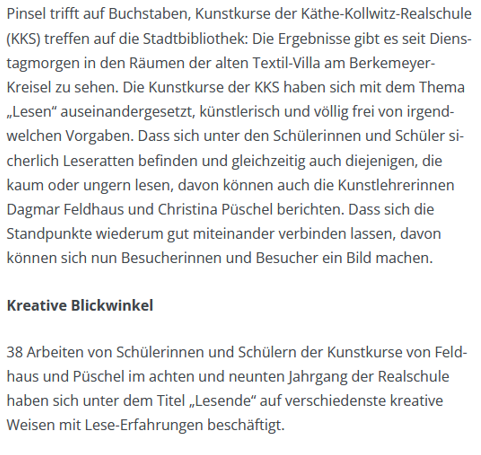 Pinsel trifft auf Buchstaben, Kunstkurse der Käthe-Kollwitz-Realschule
(KKS) treffen auf die Stadtbibliothek: Die Ergebnisse gibt es seit Diens-
tagmorgen in den Räumen der alten Textil-Villa am Berkemeyer-
Kreisel zu sehen. Die Kunstkurse der KKS haben sich mit dem Thema
„Lesen“ auseinandergesetzt, künstlerisch und völlig frei von irgend-
welchen Vorgaben. Dass sich unter den Schülerinnen und Schüler si-
cherlich Leseratten befinden und gleichzeitig auch diejenigen, die
kaum oder ungern lesen, davon können auch die Kunstlehrerinnen
Dagmar Feldhaus und Christina Püschel berichten. Dass sich die
Standpunkte wiederum gut miteinander verbinden lassen, davon
können sich nun Besucherinnen und Besucher ein Bild machen.
Kreative Blickwinkel
38 Arbeiten von Schülerinnen und Schülern der Kunstkurse von Feld-
haus und Püschel im achten und neunten Jahrgang der Realschule
haben sich unter dem Titel „Lesende“ auf verschiedenste kreative
Weisen mit Lese-Erfahrungen beschäftigt.